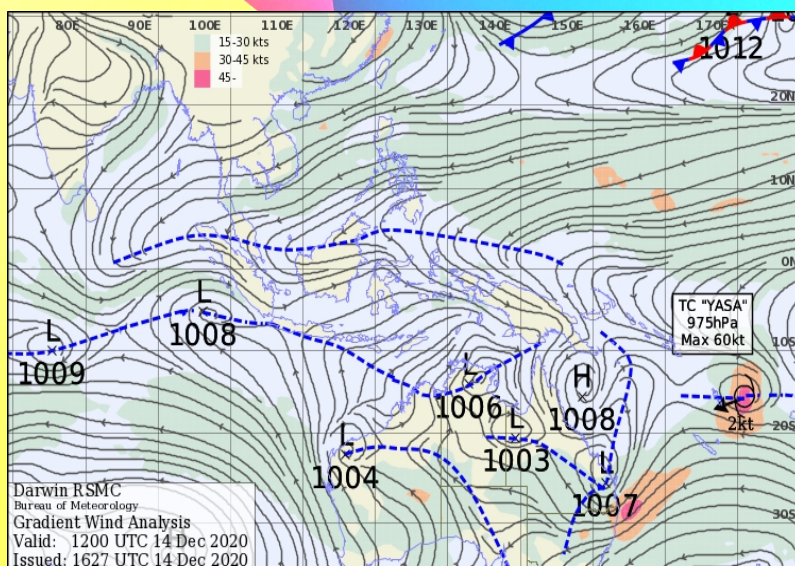 80E 90E 100E 110E 120E 130E 140E 150E 160E 170E
15-30 kts
30-45 kts
45-
1012
20N
10N
0N
TC "YASA"
975hPa
Max 60kt
L
1009
L
1008
10S
L
1006
H
1008
2kt
20S
L
1004
L
1003
L
1007
30S
Darwin RSMC
Bureau of Meteorology
Gradient Wind Analysis
Valid: 1200 UTC 14 Dec 2020
Issued: 1627 UTC 14 Dec 2020